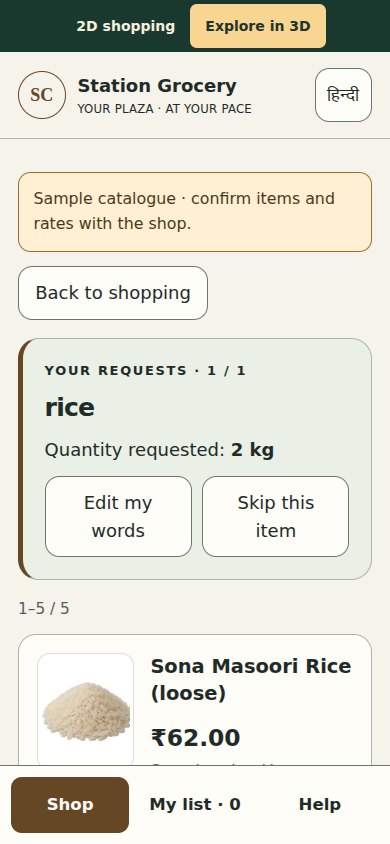 2D shopping
Explore in 3D
SC
Station Grocery
YOUR PLAZA · AT YOUR PACE
हिन्दी
Sample catalogue · confirm items and
rates with the shop.
Back to shopping
YOUR REQUESTS · 1 / 1
rice
Quantity requested: 2 kg
Edit my
words
Skip this
item
1–5 / 5
Sona Masoori Rice
(loose)
₹62.00
Shop
My list · 0
Help